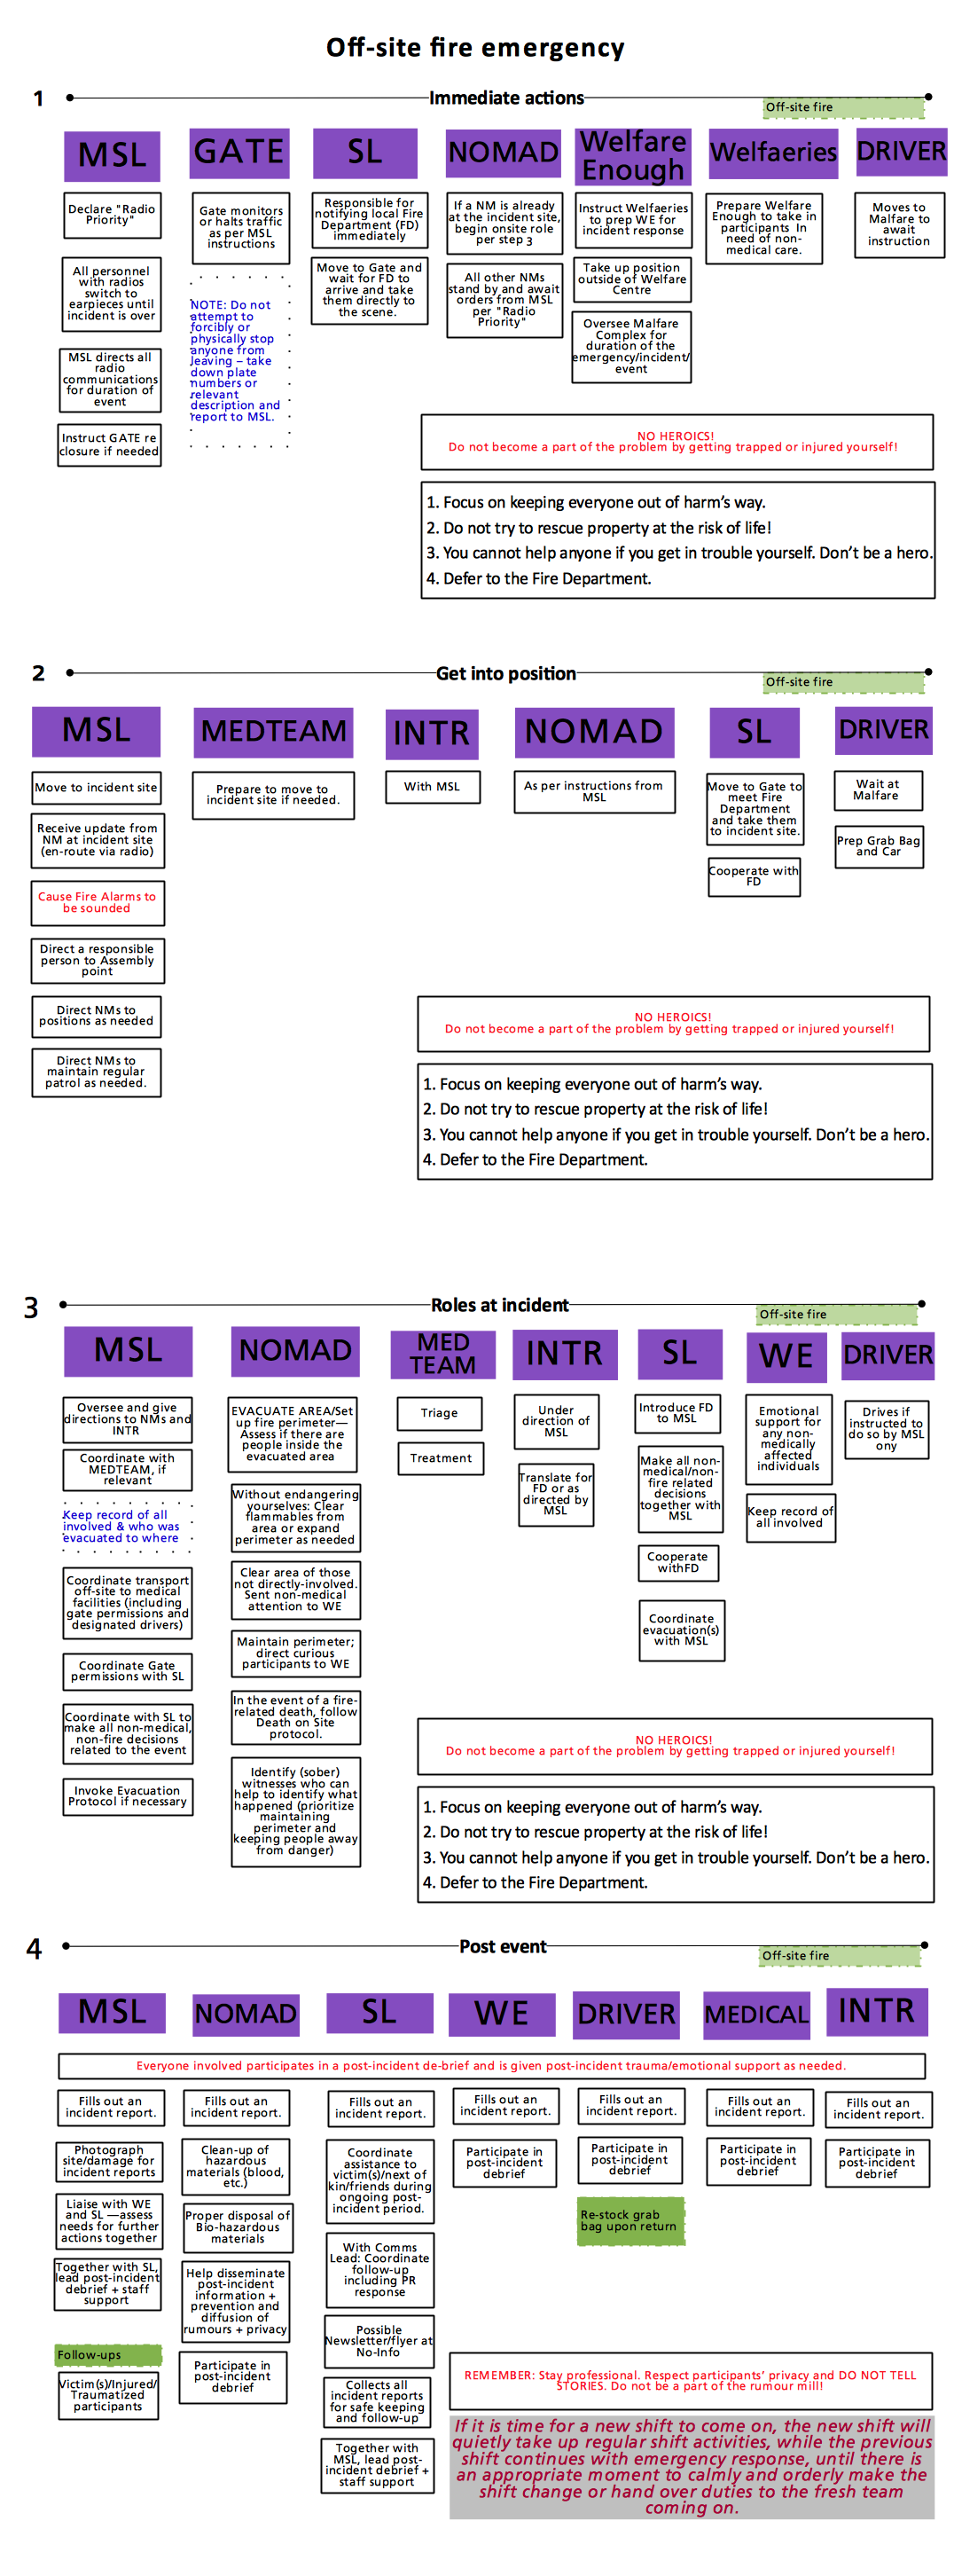 Off-site fire emergency
1
Immediate actions
Off-site fire
MSL
Declare "Radio
Priority"
All personnel
with radios
switch to
earpieces until
incident is over
MSL directs all
radio
communications
for duration of
event
Instruct GATE re
closure if needed
GATE
Gate monitors
or halts traffic
as per MSL
instructions
NOTE: Do not
attempt to
forcibly or
physically stop
anyone from
leaving – take
down plate
numbers or
relevant
description and
report to MSL.
SL
Responsible for
notifying local Fire
Department (FD)
immediately
Move to Gate and
wait for FD to
arrive and take
them directly to
the scene.
NOMAD
If a NM is already
at the incident site,
begin onsite role
per step 3
All other NMs
stand by and await
orders from MSL
per "Radio
Priority"
Welfare
Enough
Instruct Welfaeries
to prep WE for
incident response
Take up position
outside of Welfare
Centre
Oversee Malfare
Complex for
duration of the
emergency/incident/
event
Welfaeries
Prepare Welfare
Enough to take in
participants In
need of non-
medical care.
DRIVER
Moves to
Malfare to
await
instruction
NO HEROICS!
Do not become a part of the problem by getting trapped or injured yourself!
1. Focus on keeping everyone out of harm's way.
2. Do not try to rescue property at the risk of life!
3. You cannot help anyone if you get in trouble yourself. Don't be a hero.
4. Defer to the Fire Department.
2
Get into position
Off-site fire
MSL
Move to incident site
Receive update from
NM at incident site
(en-route via radio)
Cause Fire Alarms to
be sounded
Direct a responsible
person to Assembly
point
Direct NMs to
positions as needed
Direct NMs to
maintain regular
patrol as needed.
MEDTEAM
Prepare to move to
incident site if needed.
INTR
With MSL
NOMAD
As per instructions from
MSL
SL
Move to Gate to
meet Fire
Department
and take them
to incident site.
Cooperate with
FD
DRIVER
Wait at
Malfare
Prep Grab Bag
and Car
NO HEROICS!
Do not become a part of the problem by getting trapped or injured yourself!
1. Focus on keeping everyone out of harm's way.
2. Do not try to rescue property at the risk of life!
3. You cannot help anyone if you get in trouble yourself. Don't be a hero.
4. Defer to the Fire Department.
3
Roles at incident
Off-site fire
MSL
Oversee and give
directions to NMs and
INTR
Coordinate with
MEDTEAM, if
relevant
Keep record of all
involved & who was
evacuated to where
Coordinate transport
off-site to medical
facilities (including
gate permissions and
designated drivers)
Coordinate Gate
permissions with SL
Coordinate with SL to
make all non-medical,
non-fire decisions
related to the event
Invoke Evacuation
Protocol if necessary
NOMAD
EVACUATE AREA/Set
up fire perimeter—
Assess if there are
people inside the
evacuated area
Without endangering
yourselves: Clear
flammables from
area or expand
perimeter as needed
Clear area of those
not directly-involved.
Sent non-medical
attention to WE
Maintain perimeter;
direct curious
participants to WE
In the event of a fire-
related death, follow
Death on Site
protocol.
Identify (sober)
witnesses who can
help to identify what
happened (prioritize
maintaining
perimeter and
keeping people away
from danger)
MED
TEAM
Triage
Treatment
INTR
Under
direction of
MSL
Translate for
FD or as
directed by
MSL
SL
Introduce FD
to MSL
Make all non-
medical/non-
fire related
decisions
together with
MSL
Cooperate
withFD
Coordinate
evacuation(s)
with MSL
WE
Emotional
support for
any non-
medically
affected
individuals
Keep record of
all involved
DRIVER
Drives if
instructed to
do so by MSL
ony
NO HEROICS!
Do not become a part of the problem by getting trapped or injured yourself!
1. Focus on keeping everyone out of harm's way.
2. Do not try to rescue property at the risk of life!
3. You cannot help anyone if you get in trouble yourself. Don't be a hero.
4. Defer to the Fire Department.
4
Post event
Off-site fire
MSL
NOMAD
SL
WE
DRIVER
MEDICAL
INTR
Everyone involved participates in a post-incident de-brief and is given post-incident trauma/emotional support as needed.
Fills out an
incident report.
Photograph
site/damage for
incident reports
Liaise with WE
and SL —assess
needs for further
actions together
Together with SL,
lead post-incident
debrief + staff
support
Follow-ups
Victim(s)/Injured/
Traumatized
participants
Fills out an
incident report.
Clean-up of
hazardous
materials (blood,
etc.)
Proper disposal of
Bio-hazardous
materials
Help disseminate
post-incident
information +
prevention and
diffusion of
rumours + privacy
Participate in
post-incident
debrief
Fills out an
incident report.
Coordinate
assistance to
victim(s)/next of
kin/friends during
ongoing post-
incident period.
With Comms
Lead: Coordinate
follow-up
including PR
response
Possible
Newsletter/flyer at
No-Info
Collects all
incident reports
for safe keeping
and follow-up
Together with
MSL, lead post-
incident debrief +
staff support
Fills out an
incident report.
Participate in
post-incident
debrief
Fills out an
incident report.
Participate in
post-incident
debrief
Re-stock grab
bag upon return
Fills out an
incident report.
Participate in
post-incident
debrief
Fills out an
incident report.
Participate in
post-incident
debrief
REMEMBER: Stay professional. Respect participants' privacy and DO NOT TELL
STORIES. Do not be a part of the rumour mill!
If it is time for a new shift to come on, the new shift will
quietly take up regular shift activities, while the previous
shift continues with emergency response, until there is
an appropriate moment to calmly and orderly make the
shift change or hand over duties to the fresh team
coming on.